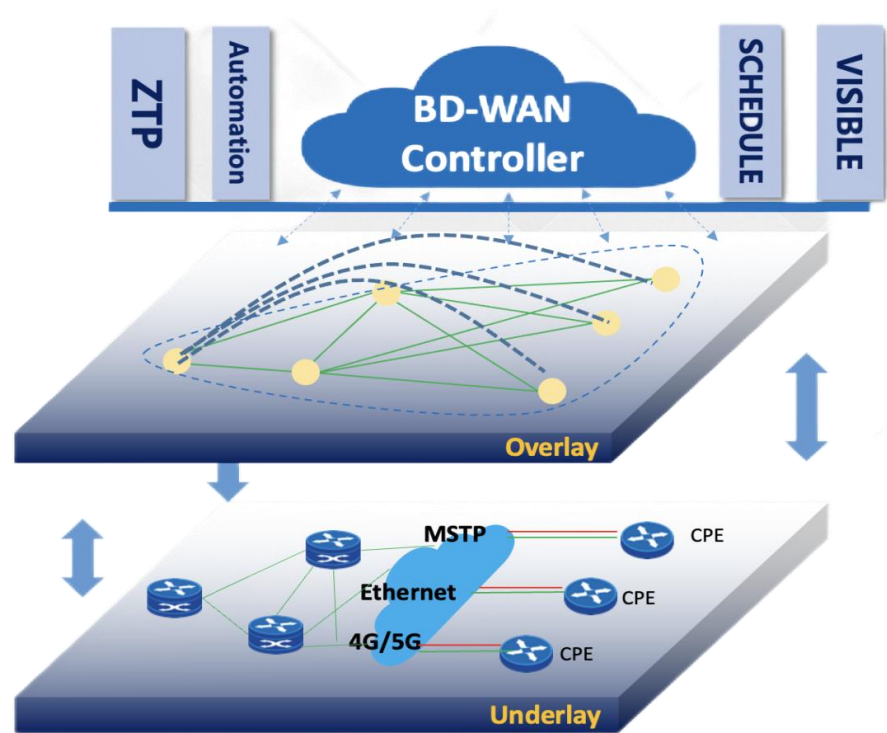 ZTP
Automation
BD-WAN
Controller
SCHEDULE
VISIBLE
Overlay
MSTP
CPE
Ethernet
CPE
4G/5G
CPE
Underlay